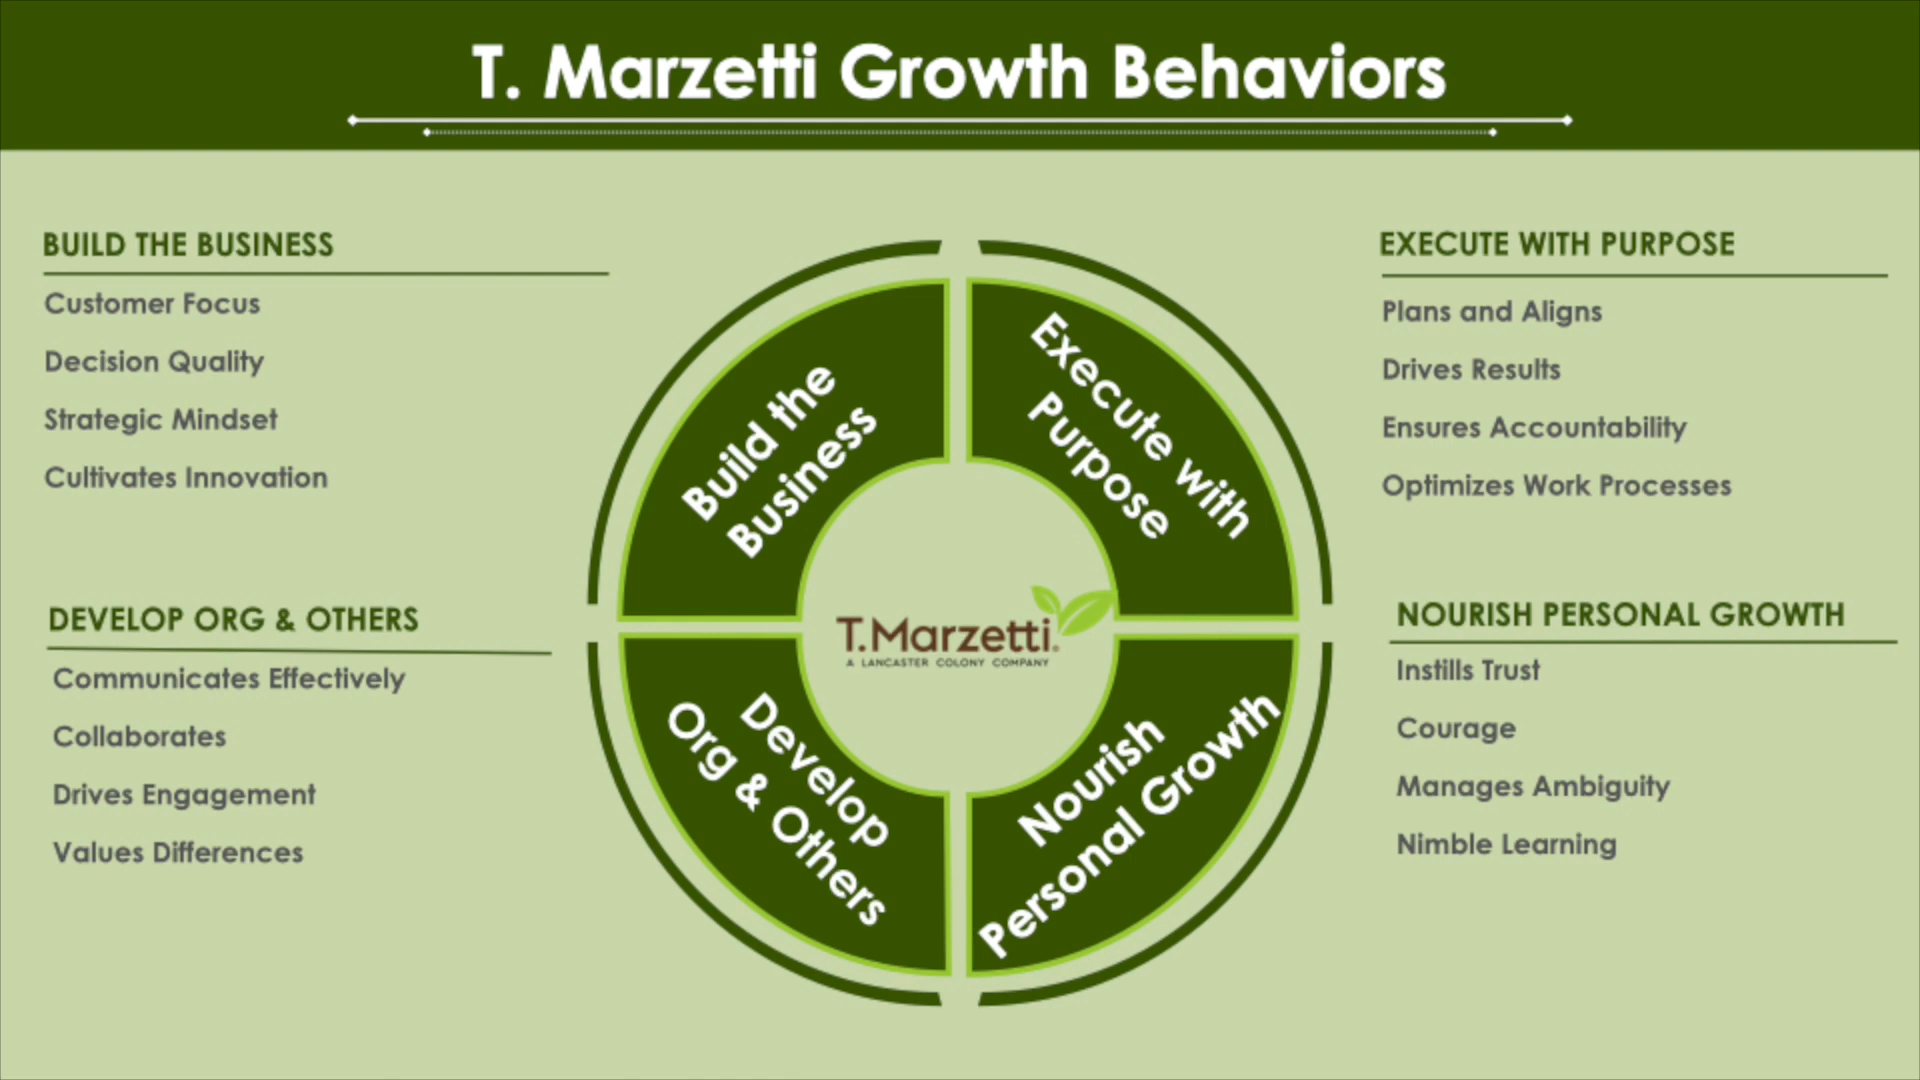 T. Marzetti Growth Behaviors
BUILD THE BUSINESS
Customer Focus
Decision Quality
Strategic Mindset
Cultivates Innovation
DEVELOP ORG & OTHERS
Communicates Effectively
Collaborates
Drives Engagement
Values Differences
Build the
Business
Execute with
Purpose
T.Marzetti®
A LANCASTER COLONY COMPANY
Develop
Org & Others
Nourish
Personal Growth
EXECUTE WITH PURPOSE
Plans and Aligns
Drives Results
Ensures Accountability
Optimizes Work Processes
NOURISH PERSONAL GROWTH
Instills Trust
Courage
Manages Ambiguity
Nimble Learning